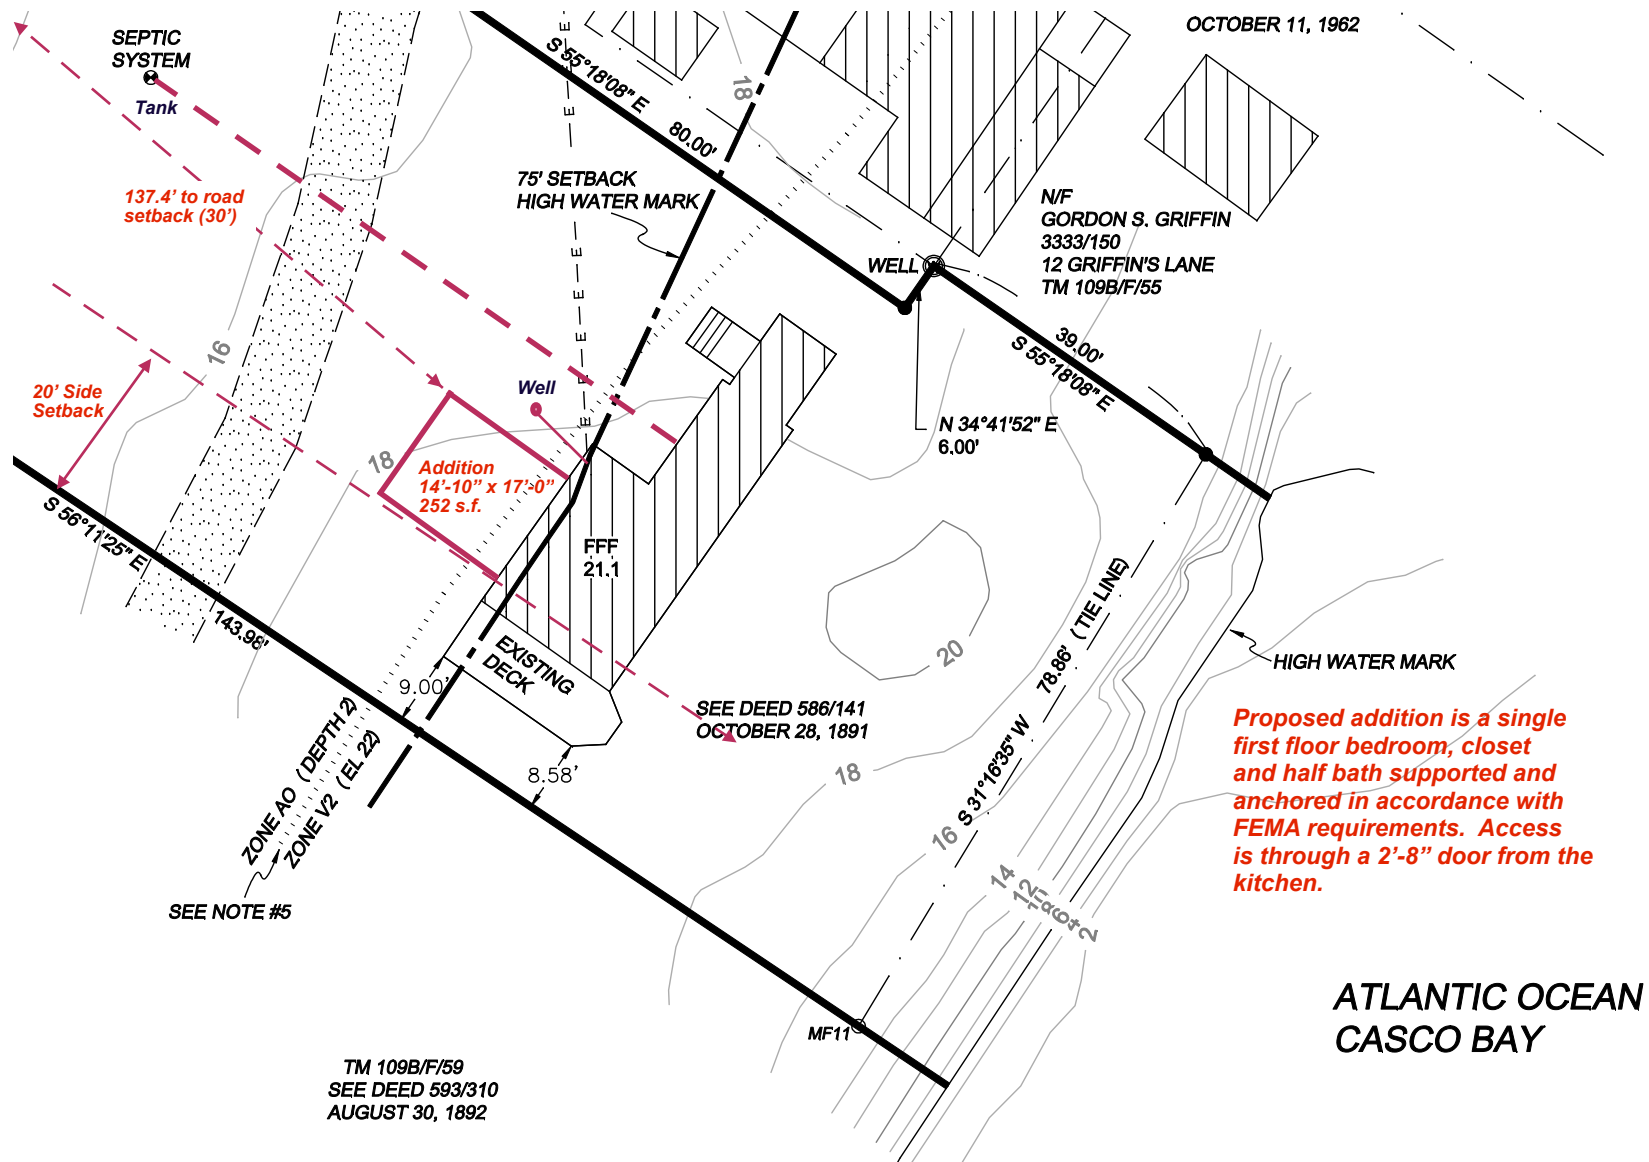 OCTOBER 11, 1962
SEPTIC
SYSTEM
Tank
S 55°18'08" E
80.00'
18
75' SETBACK
HIGH WATER MARK
137.4' to road
setback (30')
N/F
GORDON S. GRIFFIN
3333/150
12 GRIFFIN'S LANE
TM 109B/F/55
WELL
E
E
E
E
E
E
E
E
E
39.00'
S 55°18'08" E
16
20' Side
Setback
Well
N 34°41'52" E
6.00'
18
Addition
14'-10" x 17'-0"
252 s.f.
S 56°11'25" E
143.98'
FFF
21.1
EXISTING
DECK
9.00'
8.58'
20
78.86' (TIE LINE)
S 31°16'35" W
HIGH WATER MARK
SEE DEED 586/141
OCTOBER 28, 1891
18
16
14
12
6
4
2
ZONE AO (DEPTH 2)
ZONE V2 (EL 22)
SEE NOTE #5
Proposed addition is a single
first floor bedroom, closet
and half bath supported and
anchored in accordance with
FEMA requirements.  Access
is through a 2'-8" door from the
kitchen.
ATLANTIC OCEAN
CASCO BAY
MF11
TM 109B/F/59
SEE DEED 593/310
AUGUST 30, 1892